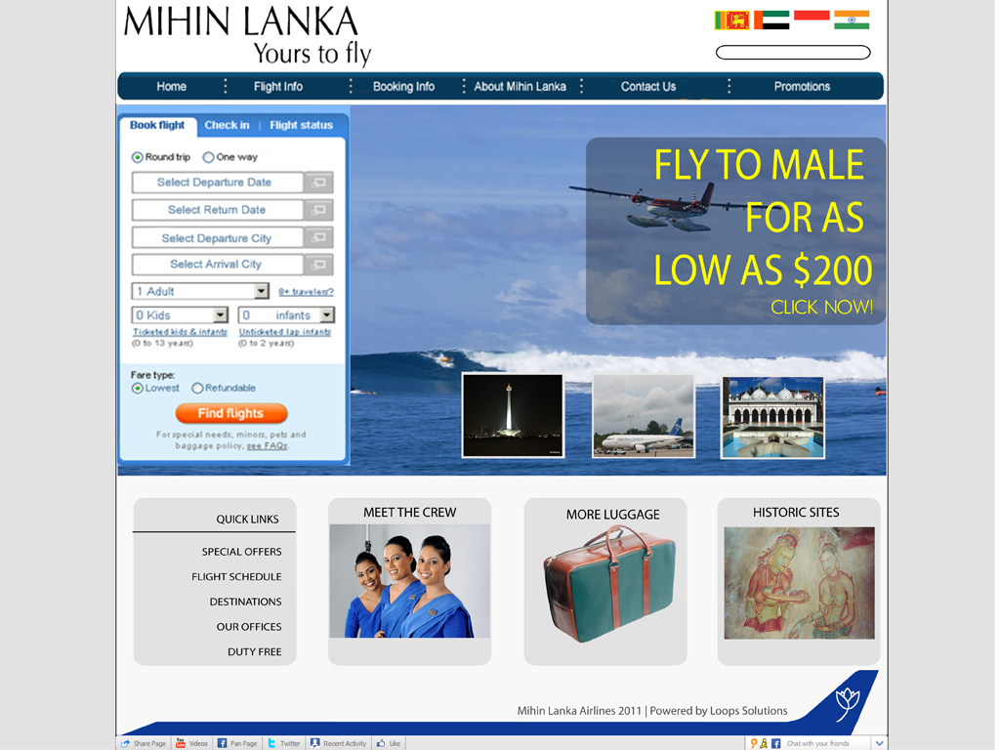 MIHIN LANKA
Yours to fly
Home
Flight Info
Booking Info
About Mihin Lanka
Contact Us
Promotions
Book flight
Check in
Flight status
Round trip
One way
Select Departure Date
Select Return Date
Select Departure City
Select Arrival City
1 Adult
8+ travelers?
0 Kids
0 infants
Ticketed kids & infants
(0 to 13 years)
Unticketed lap infants
(0 to 2 years)
Fare type:
Lowest
Refundable
Find flights
For special needs, minors, pets and
baggage policy, see FAQs.
FLY TO MALE
FOR AS
LOW AS $200
CLICK NOW!
MIHIN LANKA
QUICK LINKS
SPECIAL OFFERS
FLIGHT SCHEDULE
DESTINATIONS
OUR OFFICES
DUTY FREE
MEET THE CREW
MORE LUGGAGE
HISTORIC SITES
Mihin Lanka Airlines 2011 | Powered by Loops Solutions
Share Page
Videos
Fan Page
Twitter
Recent Activity
Like
Chat with your friends